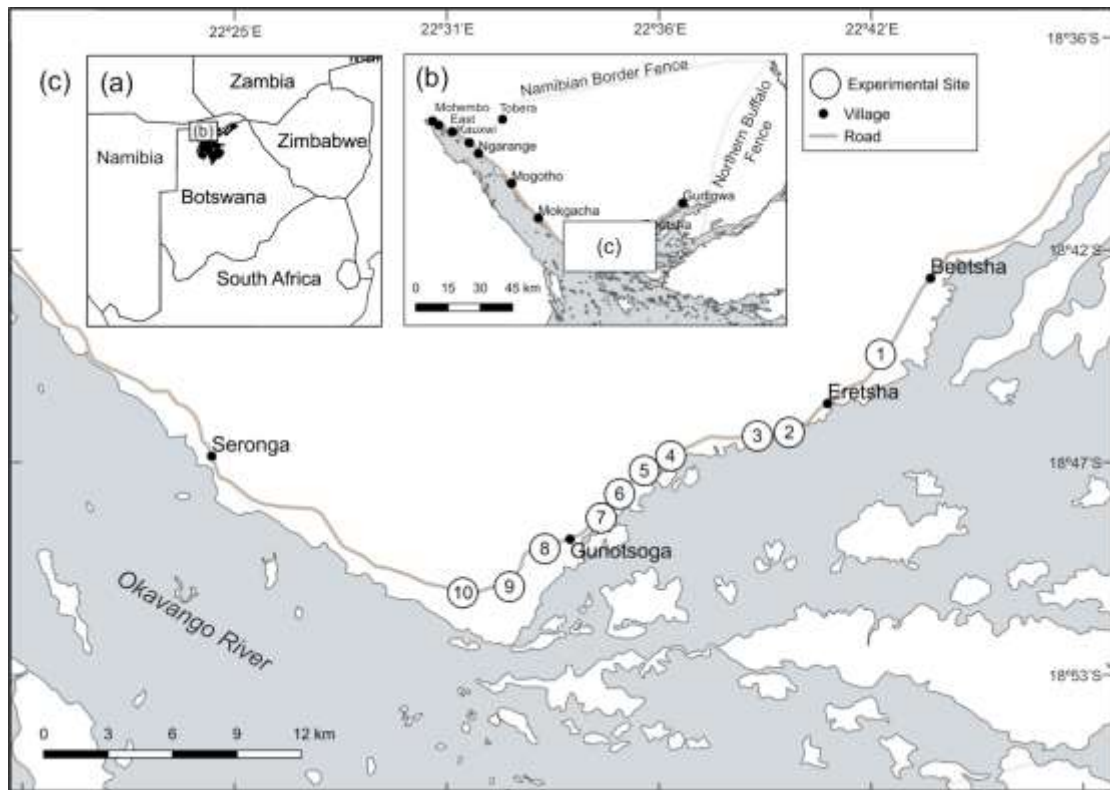 22°25'E 22°31'E 22°36'E 22°42'E
18°36'S
(c)
(a)
Zambia
(b)
Namibia
Zimbabwe
Botswana
South Africa
(b)
Namibian Border Fence
Mohembo
East
Tobera
Kauxwi
Ngarange
Mogotho
Mokgacha
Gudigwa
Northern Buffalo
Fence
(c)
0 15 30 45 km
Experimental Site
Village
Road
18°42'S
Beetsha
1
Eretsha
2
3
4
Seronga
18°47'S
5
6
7
8
Gunotsoga
9
10
Okavango River
18°53'S
0 3 6 9 12 km